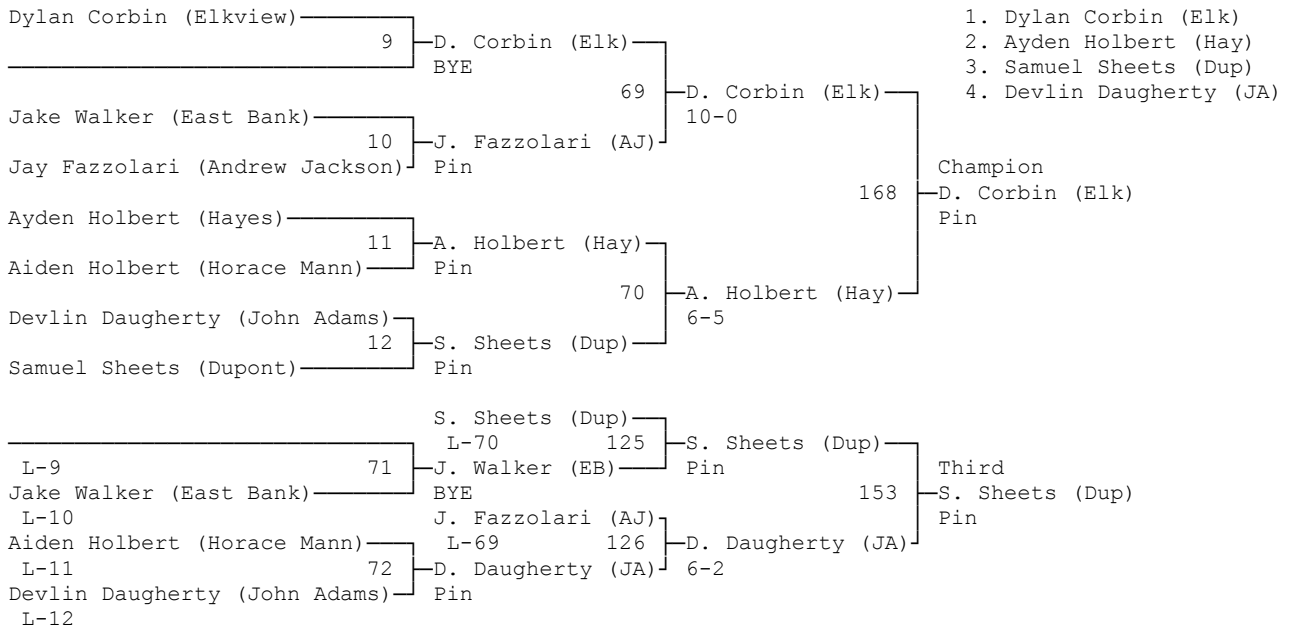 Dylan Corbin (Elkview)
1. Dylan Corbin (Elk)
9
D. Corbin (Elk)
2. Ayden Holbert (Hay)
BYE
3. Samuel Sheets (Dup)
69
D. Corbin (Elk)
4. Devlin Daugherty (JA)
Jake Walker (East Bank)
10-0
10
J. Fazzolari (AJ)
Jay Fazzolari (Andrew Jackson)
Pin
Champion
168
D. Corbin (Elk)
Ayden Holbert (Hayes)
Pin
11
A. Holbert (Hay)
Aiden Holbert (Horace Mann)
Pin
70
A. Holbert (Hay)
Devlin Daugherty (John Adams)
6-5
12
S. Sheets (Dup)
Samuel Sheets (Dupont)
Pin
S. Sheets (Dup)
L-70
125
S. Sheets (Dup)
L-9
71
J. Walker (EB)
Pin
Third
Jake Walker (East Bank)
BYE
153
S. Sheets (Dup)
L-10
J. Fazzolari (AJ)
Pin
Aiden Holbert (Horace Mann)
L-69
126
D. Daugherty (JA)
L-11
72
D. Daugherty (JA)
6-2
Devlin Daugherty (John Adams)
Pin
L-12